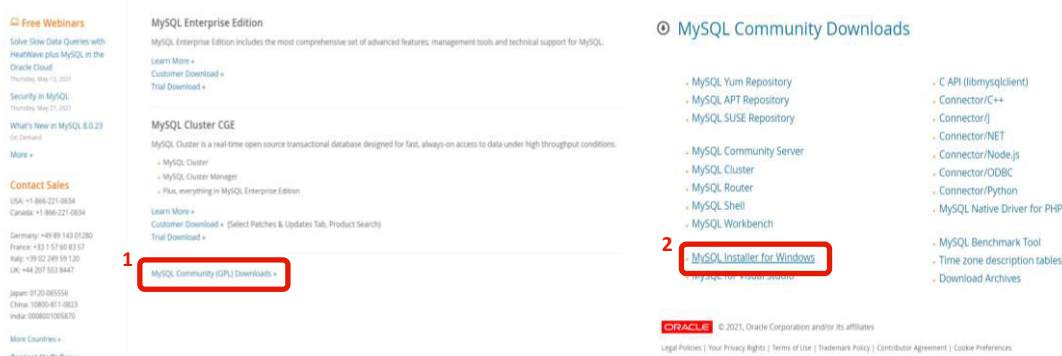 Free Webinars
Solve Slow Data Queries with
HeatWave plus MySQL in the
Oracle Cloud
Thursday, May 13, 2021
Security in MySQL
Thursday, May 27, 2021
What's New in MySQL 8.0.23
On Demand
More »
Contact Sales
USA: +1-866-221-0634
Canada: +1-866-221-0634
Germany: +49 89 143 01280
France: +33 1 57 60 83 57
Italy: +39 02 249 59 120
UK: +44 207 553 8447
Japan: 0120-065556
China: 10800-811-0823
India: 0008001005870
More Countries »
MySQL Enterprise Edition
MySQL Enterprise Edition includes the most comprehensive set of advanced features, management tools and technical support for MySQL.
Learn More »
Customer Download »
Trial Download »
MySQL Cluster CGE
MySQL Cluster is a real-time open source transactional database designed for fast, always-on access to data under high throughput conditions.
MySQL Cluster
MySQL Cluster Manager
Plus, everything in MySQL Enterprise Edition
Learn More »
Customer Download » (Select Patches & Updates Tab, Product Search)
Trial Download »
1
MySQL Community (GPL) Downloads »
MySQL Community Downloads
MySQL Yum Repository
MySQL APT Repository
MySQL SUSE Repository
MySQL Community Server
MySQL Cluster
MySQL Router
MySQL Shell
MySQL Workbench
2
MySQL Installer for Windows
MySQL for Visual Studio
C API (libmysqlclient)
Connector/C++
Connector/J
Connector/NET
Connector/Node.js
Connector/ODBC
Connector/Python
MySQL Native Driver for PHP
MySQL Benchmark Tool
Time zone description tables
Download Archives
ORACLE © 2021, Oracle Corporation and/or its affiliates
Legal Policies | Your Privacy Rights | Terms of Use | Trademark Policy | Contributor Agreement | Cookie Preferences